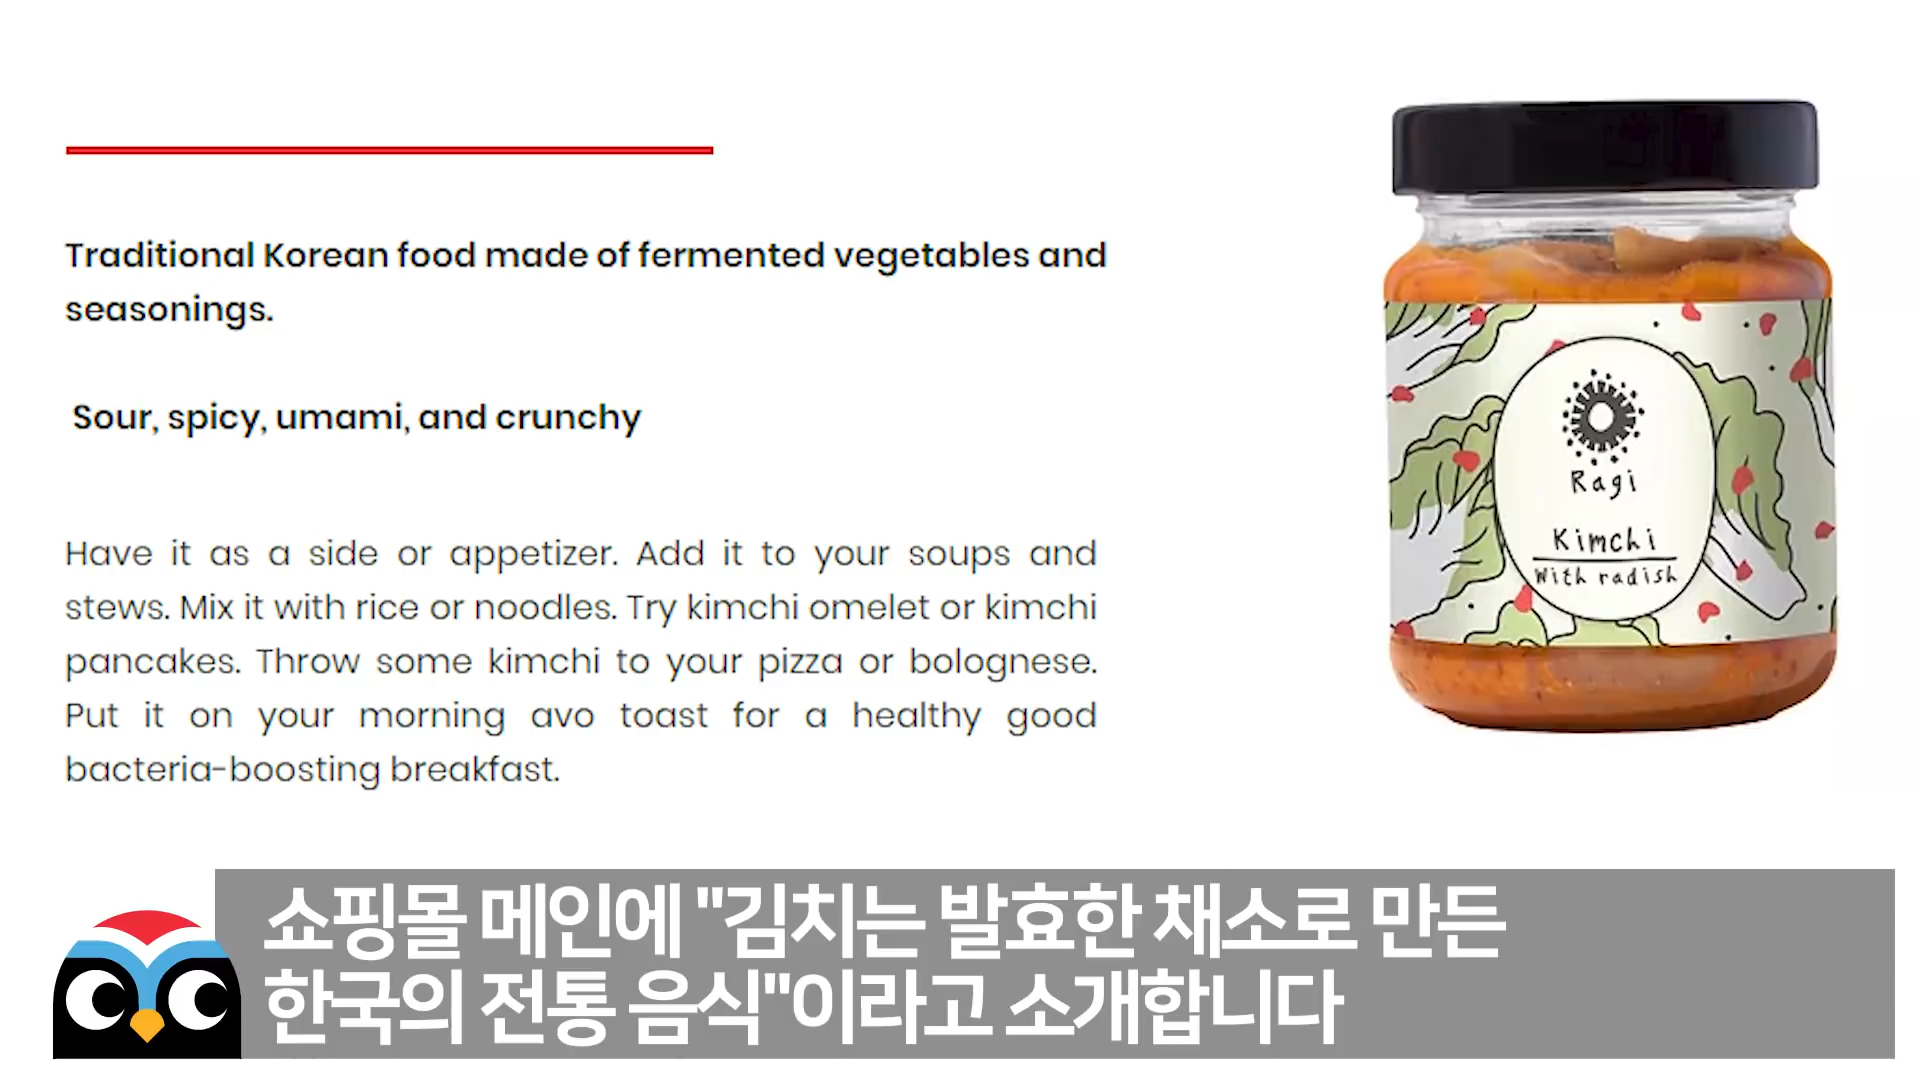 Traditional Korean food made of fermented vegetables and
seasonings.
Sour, spicy, umami, and crunchy
Have it as a side or appetizer. Add it to your soups and
stews. Mix it with rice or noodles. Try kimchi omelet or kimchi
pancakes. Throw some kimchi to your pizza or bolognese.
Put it on your morning avo toast for a healthy good
bacteria-boosting breakfast.
Ragi
Kimchi
With radish
쇼핑몰 메인에 "김치는 발효한 채소로 만든
한국의 전통 음식"이라고 소개합니다